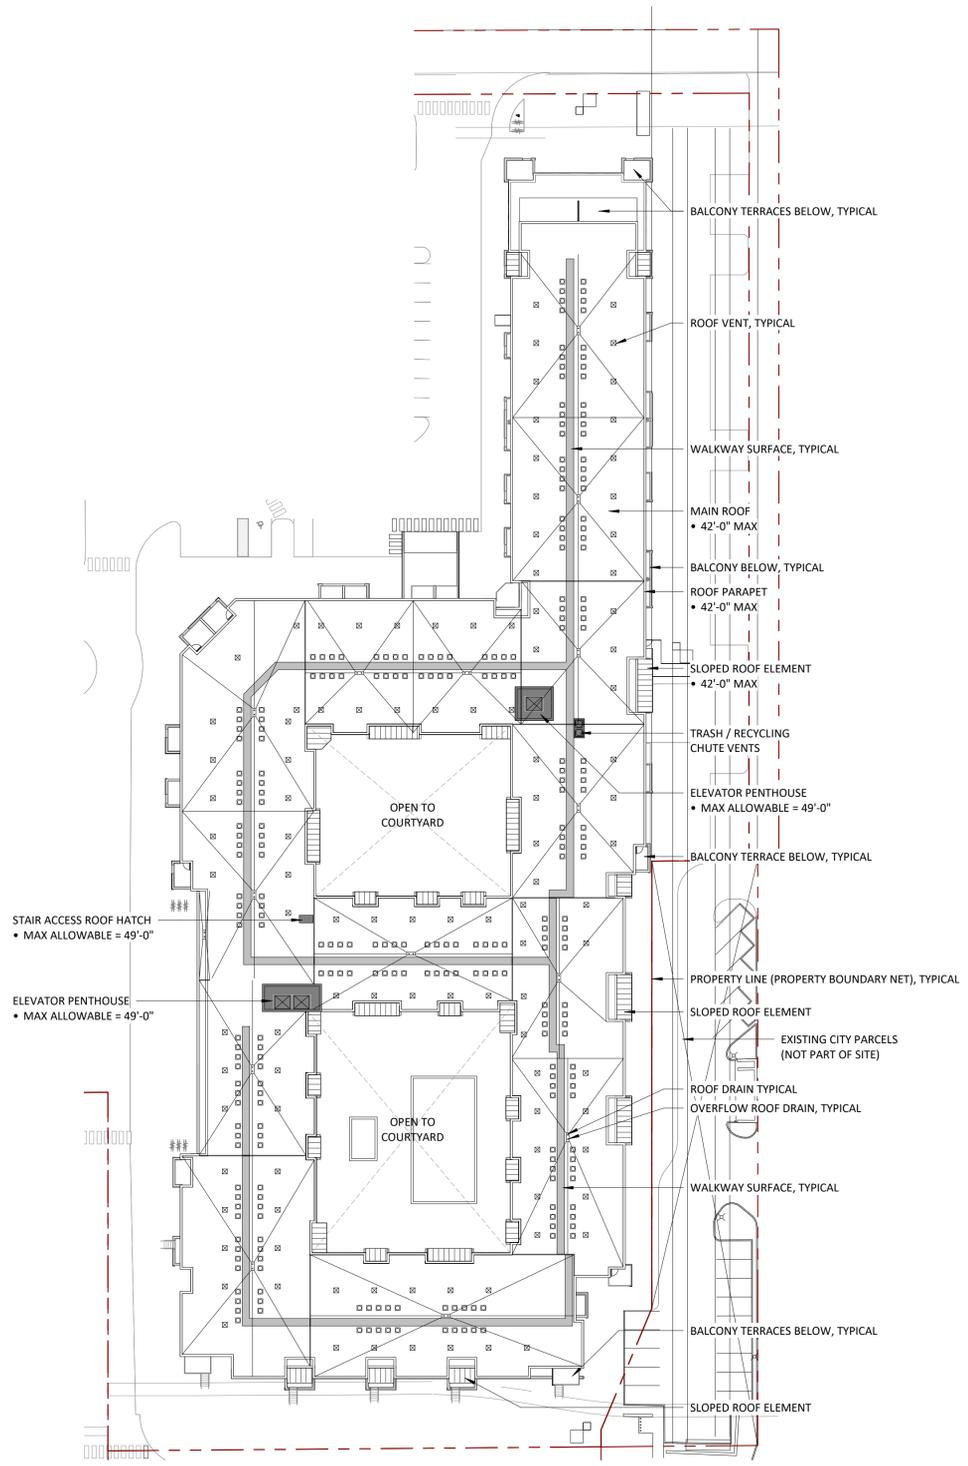 BALCONY TERRACES BELOW, TYPICAL
ROOF VENT, TYPICAL
WALKWAY SURFACE, TYPICAL
MAIN ROOF
• 42'-0" MAX
BALCONY BELOW, TYPICAL
ROOF PARAPET
• 42'-0" MAX
SLOPED ROOF ELEMENT
• 42'-0" MAX
TRASH / RECYCLING
CHUTE VENTS
ELEVATOR PENTHOUSE
• MAX ALLOWABLE = 49'-0"
OPEN TO
COURTYARD
BALCONY TERRACE BELOW, TYPICAL
STAIR ACCESS ROOF HATCH
• MAX ALLOWABLE = 49'-0"
PROPERTY LINE (PROPERTY BOUNDARY NET), TYPICAL
ELEVATOR PENTHOUSE
• MAX ALLOWABLE = 49'-0"
SLOPED ROOF ELEMENT
EXISTING CITY PARCELS
(NOT PART OF SITE)
ROOF DRAIN TYPICAL
OVERFLOW ROOF DRAIN, TYPICAL
OPEN TO
COURTYARD
WALKWAY SURFACE, TYPICAL
BALCONY TERRACES BELOW, TYPICAL
SLOPED ROOF ELEMENT